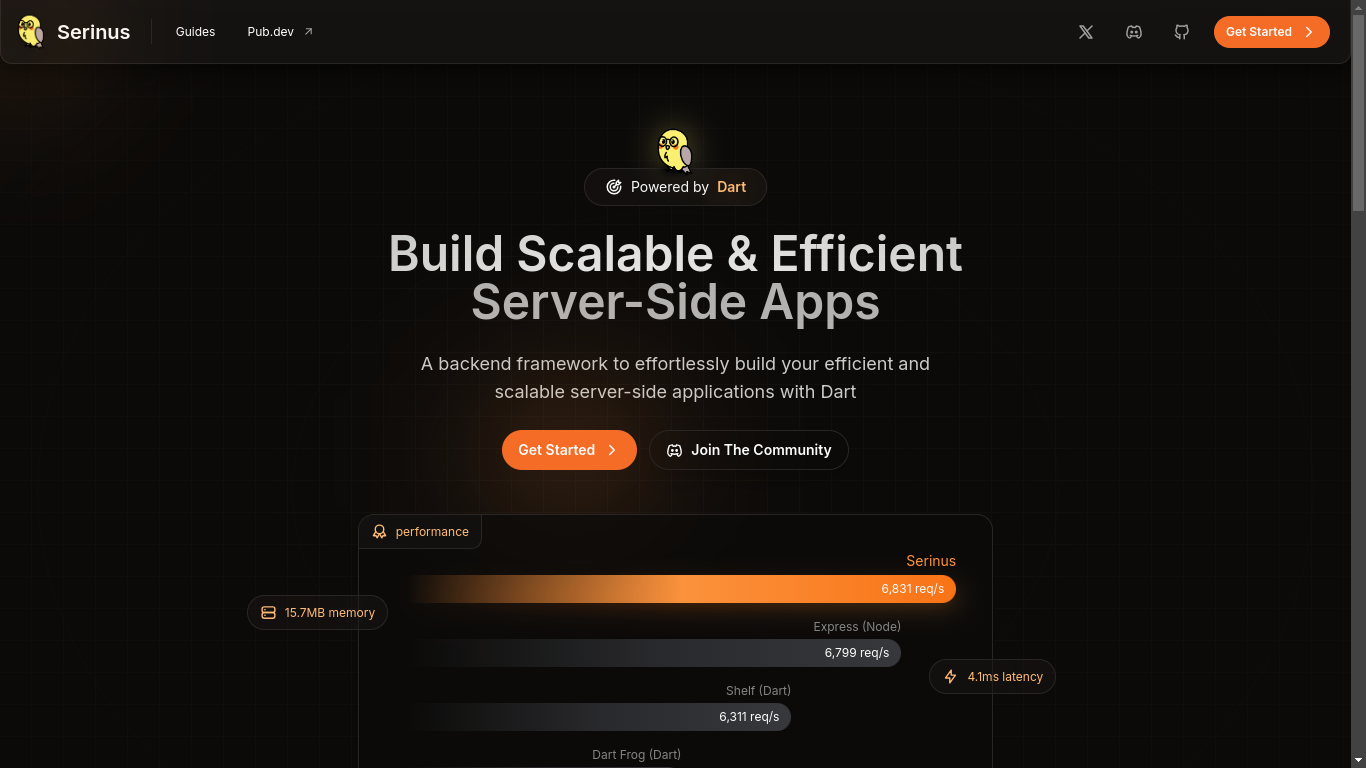 Serinus
Guides
Pub.dev
Get Started
Powered by Dart
Build Scalable & Efficient
Server-Side Apps
A backend framework to effortlessly build your efficient and
scalable server-side applications with Dart
Get Started
Join The Community
performance
Serinus
6,831 req/s
15.7MB memory
Express (Node)
6,799 req/s
4.1ms latency
Shelf (Dart)
6,311 req/s
Dart Frog (Dart)